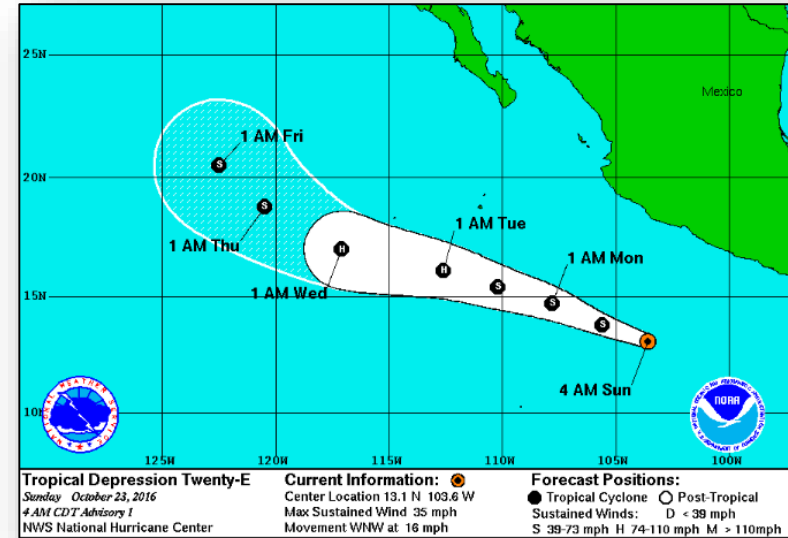 25N
Mexico
1 AM Fri
20N
1 AM Thu
1 AM Tue
S
S
H
H
S
S
S
1 AM Mon
1 AM Wed
15N
4 AM Sun
NATIONAL WEATHER SERVICE
NOAA
10N
125W 120W 115W 110W 105W 100W
Tropical Depression Twenty-E
Sunday October 23, 2016
4 AM CDT Advisory 1
NWS National Hurricane Center
Current Information:
Center Location 13.1 N 103.6 W
Max Sustained Wind 35 mph
Movement WNW at 16 mph
Forecast Positions:
Tropical Cyclone Post-Tropical
Sustained Winds: D < 39 mph
S 39-73 mph H 74-110 mph M > 110mph